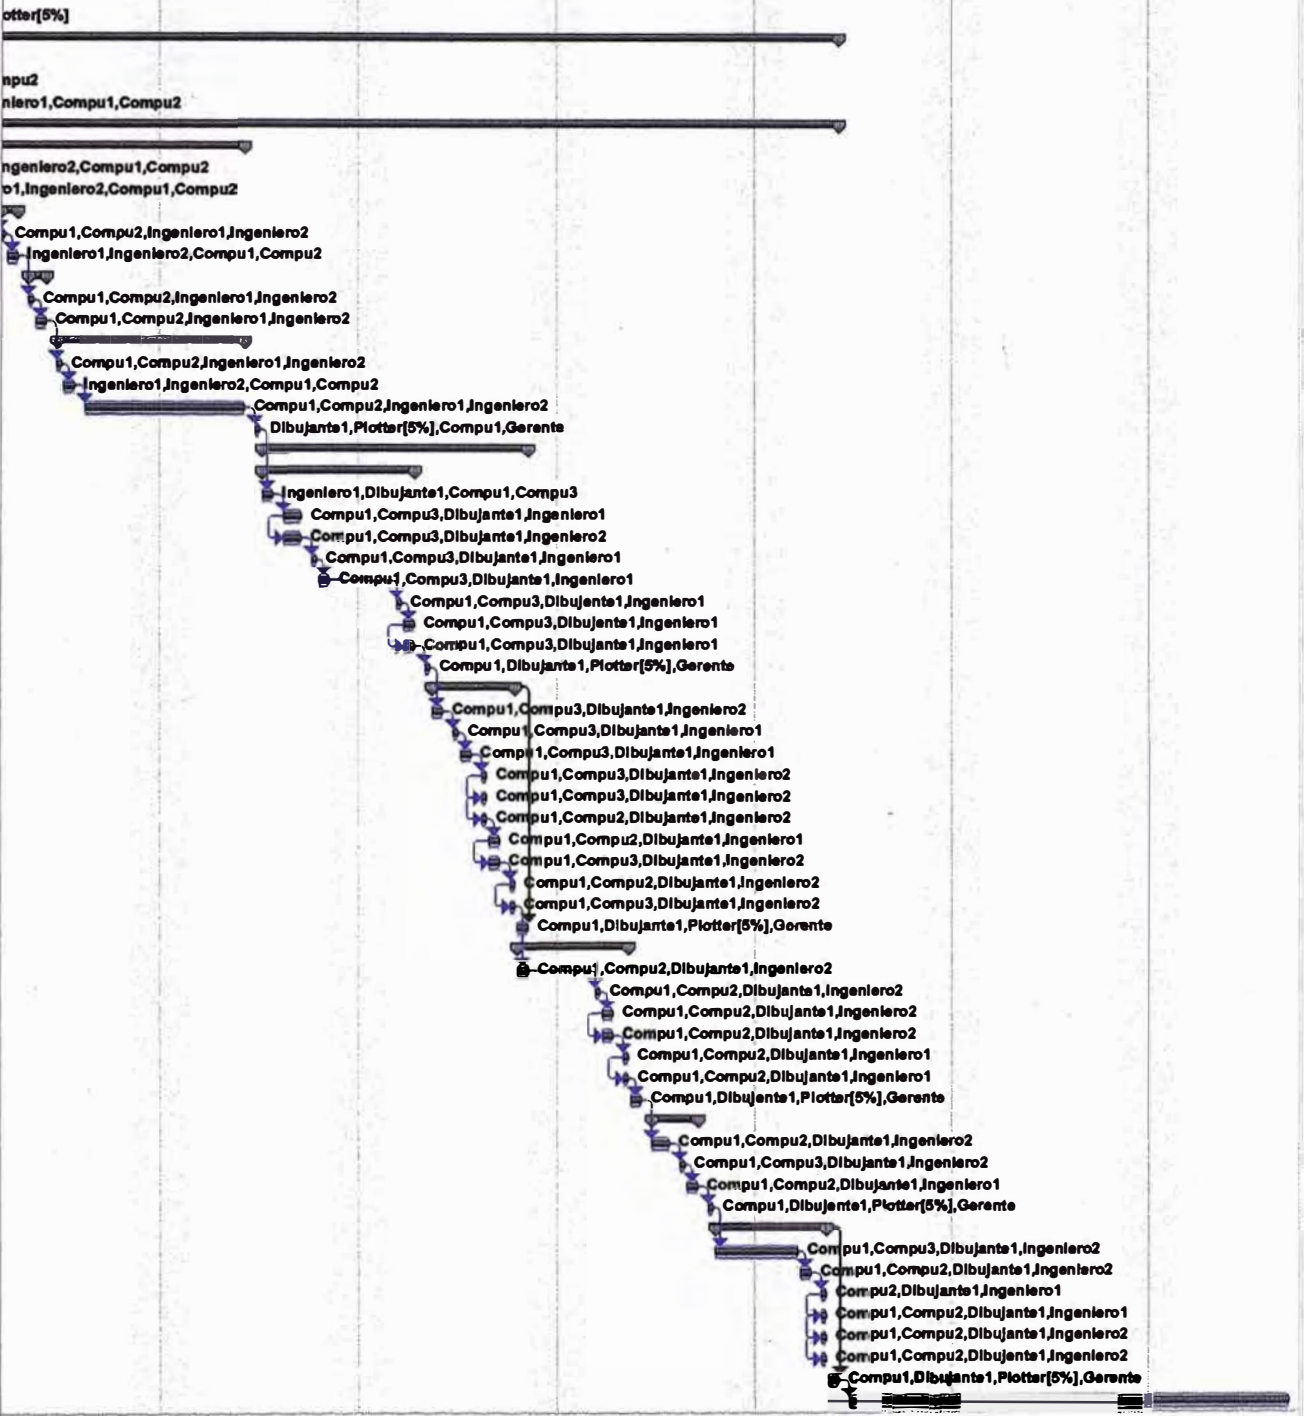 otter[5%]
npu2
niero1,Compu1,Compu2
ngeniero2,Compu1,Compu2
o1,Ingeniero2,Compu1,Compu2
Compu1,Compu2,Ingeniero1,Ingeniero2
Ingeniero1,Ingeniero2,Compu1,Compu2
Compu1,Compu2,Ingeniero1,Ingeniero2
Compu1,Compu2,Ingeniero1,Ingeniero2
Compu1,Compu2,Ingeniero1,Ingeniero2
Ingeniero1,Ingeniero2,Compu1,Compu2
Compu1,Compu2,Ingeniero1,Ingeniero2
Dibujante1,Plotter[5%],Compu1,Gerente
Ingeniero1,Dibujante1,Compu1,Compu3
Compu1,Compu3,Dibujante1,Ingeniero1
Compu1,Compu3,Dibujante1,Ingeniero2
Compu1,Compu3,Dibujante1,Ingeniero1
Compu1,Compu3,Dibujante1,Ingeniero1
Compu1,Compu3,Dibujante1,Ingeniero1
Compu1,Compu3,Dibujante1,Ingeniero1
Compu1,Compu3,Dibujante1,Ingeniero1
Compu1,Dibujante1,Plotter[5%],Gerente
Compu1,Compu3,Dibujante1,Ingeniero2
Compu1,Compu3,Dibujante1,Ingeniero1
Compu1,Compu3,Dibujante1,Ingeniero1
Compu1,Compu3,Dibujante1,Ingeniero2
Compu1,Compu3,Dibujante1,Ingeniero2
Compu1,Compu2,Dibujante1,Ingeniero2
Compu1,Compu2,Dibujante1,Ingeniero1
Compu1,Compu3,Dibujante1,Ingeniero2
Compu1,Compu2,Dibujante1,Ingeniero2
Compu1,Compu3,Dibujante1,Ingeniero2
Compu1,Dibujante1,Plotter[5%],Gerente
Compu1,Compu2,Dibujante1,Ingeniero2
Compu1,Compu2,Dibujante1,Ingeniero2
Compu1,Compu2,Dibujante1,Ingeniero2
Compu1,Compu2,Dibujante1,Ingeniero2
Compu1,Compu2,Dibujante1,Ingeniero1
Compu1,Compu2,Dibujante1,Ingeniero1
Compu1,Dibujante1,Plotter[5%],Gerente
Compu1,Compu2,Dibujante1,Ingeniero2
Compu1,Compu3,Dibujante1,Ingeniero2
Compu1,Compu2,Dibujante1,Ingeniero1
Compu1,Dibujante1,Plotter[5%],Gerente
Compu1,Compu3,Dibujante1,Ingeniero2
Compu1,Compu2,Dibujante1,Ingeniero2
Compu2,Dibujante1,Ingeniero1
Compu1,Compu2,Dibujante1,Ingeniero1
Compu1,Compu2,Dibujante1,Ingeniero2
Compu1,Compu2,Dibujante1,Ingeniero2
Compu1,Dibujante1,Plotter[5%],Gerente